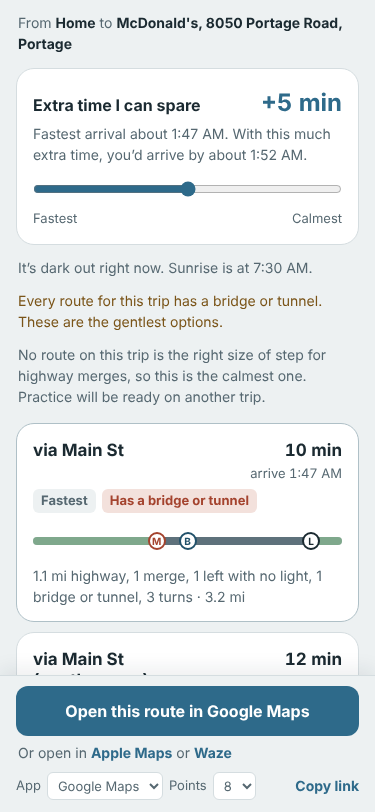 From Home to McDonald's, 8050 Portage Road,
Portage
Extra time I can spare
+5 min
Fastest arrival about 1:47 AM. With this much
extra time, you’d arrive by about 1:52 AM.
Fastest
Calmest
It’s dark out right now. Sunrise is at 7:30 AM.
Every route for this trip has a bridge or tunnel.
These are the gentlest options.
No route on this trip is the right size of step for
highway merges, so this is the calmest one.
Practice will be ready on another trip.
via Main St
10 min
arrive 1:47 AM
Fastest
Has a bridge or tunnel
M
B
L
1.1 mi highway, 1 merge, 1 left with no light, 1
bridge or tunnel, 3 turns · 3.2 mi
via Main St
12 min
Open this route in Google Maps
Or open in Apple Maps or Waze
App
Google Maps
Points
8
Copy link